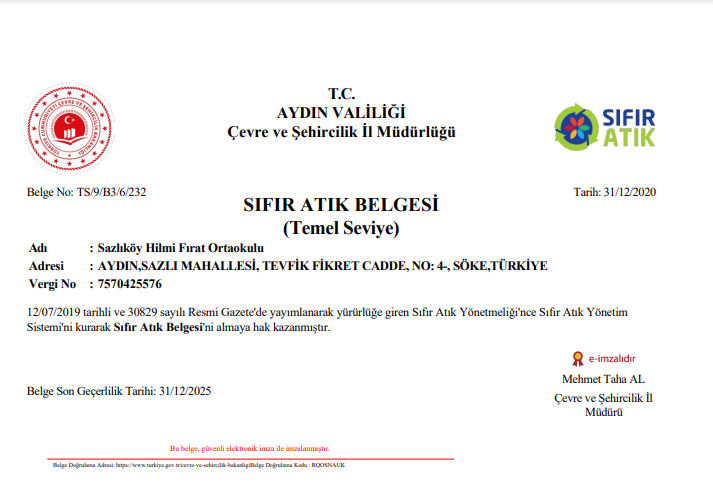 T.C.
AYDIN VALİLİĞİ
Çevre ve Şehircilik İl Müdürlüğü
SIFIR
ATIK
Belge No: TS/9/B3/6/232
Tarih: 31/12/2020
SIFIR ATIK BELGESİ
(Temel Seviye)
Adı : Sazlıköy Hilmi Fırat Ortaokulu
Adresi : AYDIN,SAZLI MAHALLESİ, TEVFİK FİKRET CADDE, NO: 4-, SÖKE,TÜRKİYE
Vergi No : 7570425576
12/07/2019 tarihli ve 30829 sayılı Resmi Gazete'de yayımlanarak yürürlüğe giren Sıfır Atık Yönetmeliği'nce Sıfır Atık Yönetim
Sistemi'ni kurarak Sıfır Atık Belgesi'ni almaya hak kazanmıştır.
e-imzalıdır
Mehmet Taha AL
Çevre ve Şehircilik İl
Müdürü
Belge Son Geçerlilik Tarihi: 31/12/2025
Bu belge, güvenli elektronik imza ile imzalanmıştır.
Belge Doğrulama Adresi: https://www.turkiye.gov.tr/cevre-ve-sehircilik-bakanligiBelge Doğrulama Kodu : RQOSNAUK